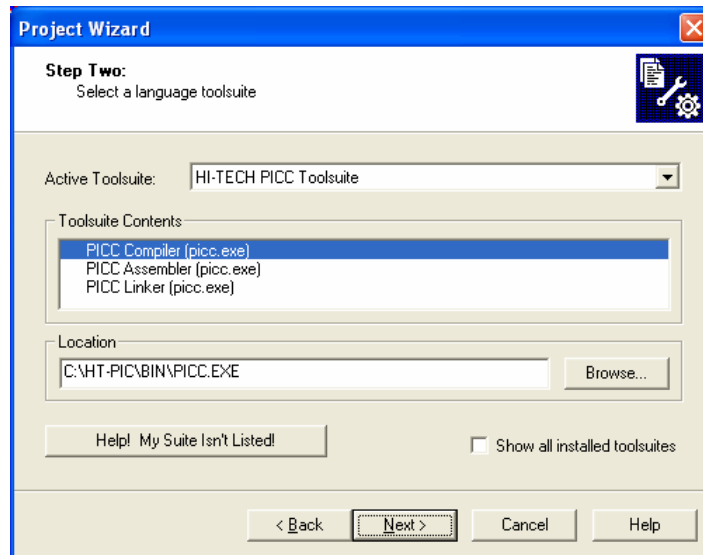 Project Wizard
Step Two:
Select a language toolsuite
Active Toolsuite: HI-TECH PICC Toolsuite
Toolsuite Contents
PICC Compiler (picc.exe)
PICC Assembler (picc.exe)
PICC Linker (picc.exe)
Location
C:\HT-PIC\BIN\PICC.EXE Browse...
Help! My Suite Isn't Listed! Show all installed toolsuites
< Back Next > Cancel Help